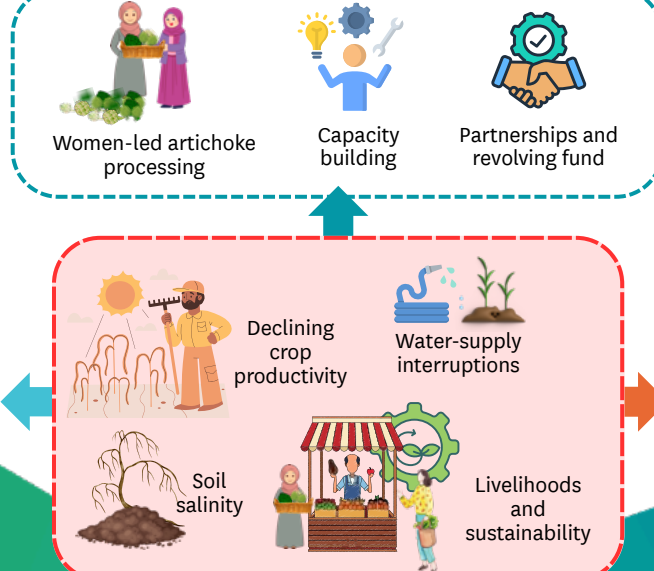 Women-led artichoke
processing
Capacity
building
Partnerships and
revolving fund
Declining
crop
productivity
Water-supply
interruptions
Soil
salinity
Livelihoods
and
sustainability